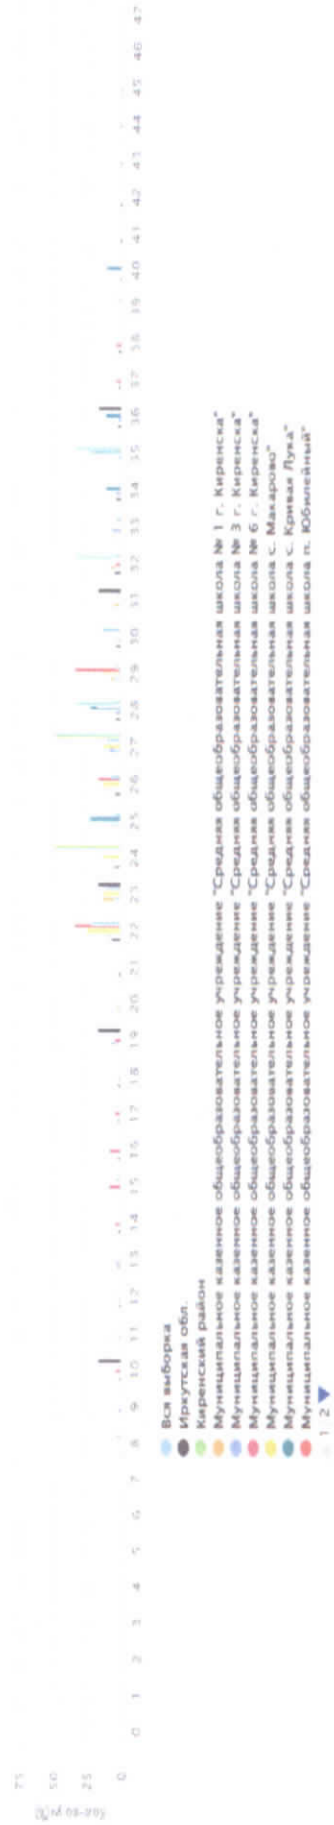 Кол-во уч.(%)
75
50
25
0
0 1 2 3 4 5 6 7 8 9 10 11 12 13 14 15 16 17 18 19 20 21 22 23 24 25 26 27 28 29 30 31 32 33 34 35 36 37 38 39 40 41 42 43 44 45 46 47
Вся выборка
Иркутская обл.
Киренский район
Муниципальное казенное общеобразовательное учреждение "Средняя общеобразовательная школа № 1 г. Киренска"
Муниципальное казенное общеобразовательное учреждение "Средняя общеобразовательная школа № 3 г. Киренска"
Муниципальное казенное общеобразовательное учреждение "Средняя общеобразовательная школа № 6 г. Киренска"
Муниципальное казенное общеобразовательное учреждение "Средняя общеобразовательная школа с. Макарово"
Муниципальное казенное общеобразовательное учреждение "Средняя общеобразовательная школа с. Кривая Лука"
Муниципальное казенное общеобразовательное учреждение "Средняя общеобразовательная школа п. Юбилейный"
1 2